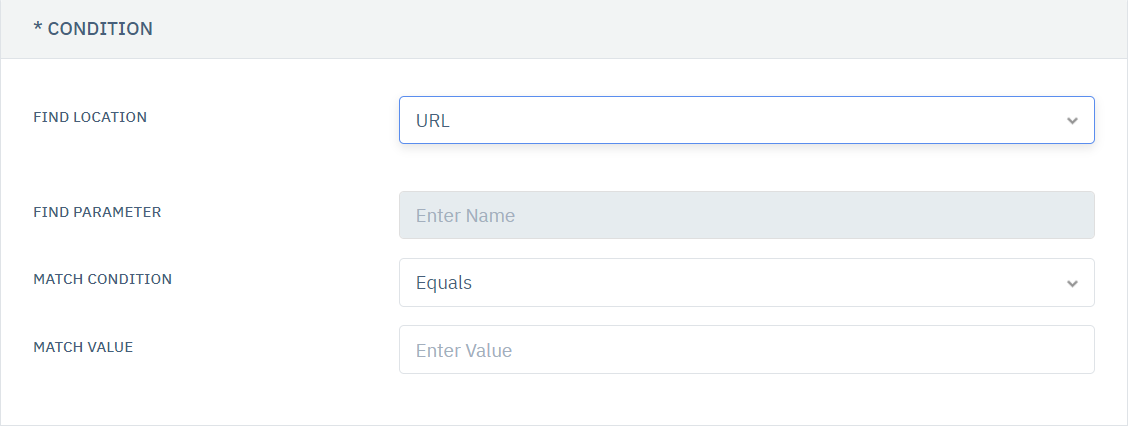 * CONDITION
FIND LOCATION
URL
FIND PARAMETER
Enter Name
MATCH CONDITION
Equals
MATCH VALUE
Enter Value